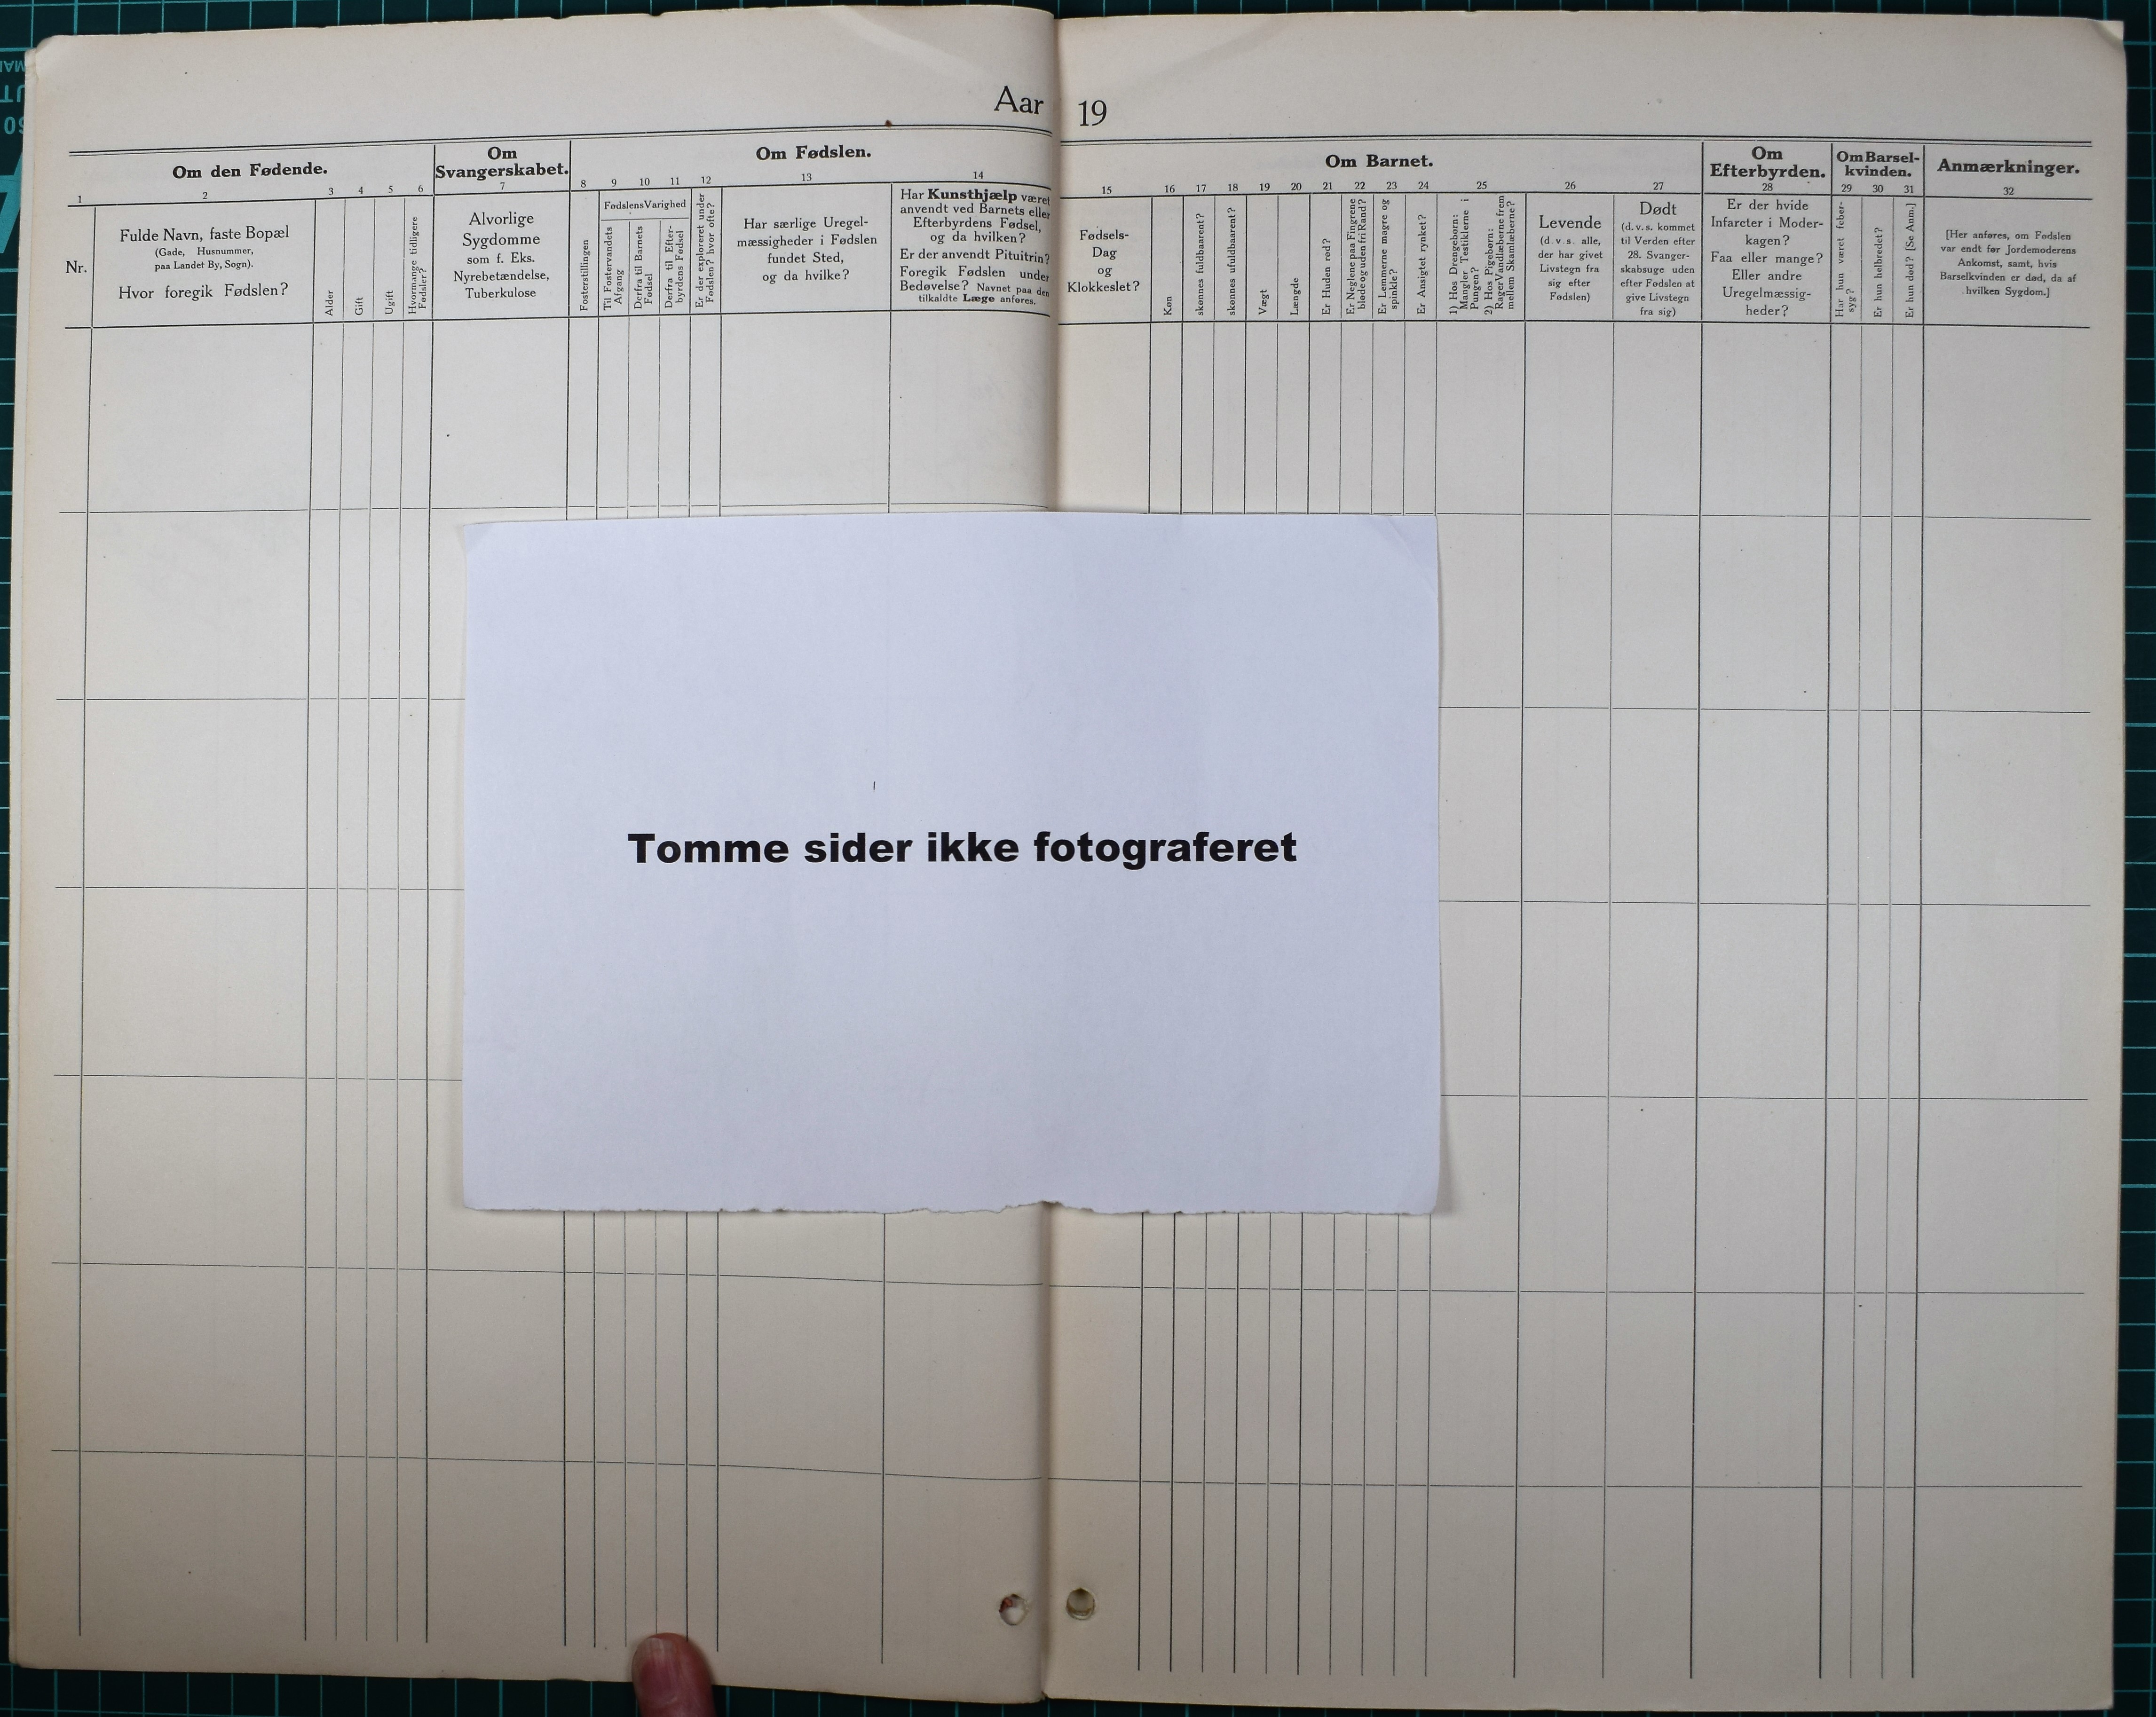 Aar 19
Om den Fødende.
Om
Svangerskabet.
Om Fødslen.
Om Barnet.
Om
Efterbyrden.
Om Barsel-
kvinden.
Anmærkninger.
1 2 3 4 5 6 7 8 9 10 11 12 13 14 15 16 17 18 19 20 21 22 23 24 25 26 27 28 29 30 31 32
Nr.
Fulde Navn, faste Bopæl
(Gade, Husnummer,
paa Landet By, Sogn).
Hvor foregik Fødslen?
Alder
Gift
Ugift
Hvormange tidligere
Fødsler?
Alvorlige
Sygdomme
som f. Eks.
Nyrebetændelse,
Tuberkulose
Fosterstillingen
Fødslens Varighed
Til Fostervandets
Afgang
Derfra til Barnets
Fødsel
Derfra til Efter-
byrdens Fødsel
Er der exploreret under
Fødslen? hvor ofte?
Har særlige Uregel-
mæssigheder i Fødslen
fundet Sted,
og da hvilke?
Har Kunsthjælp været
anvendt ved Barnets eller
Efterbyrdens Fødsel,
og da hvilken?
Er der anvendt Pituitrin?
Foregik Fødslen under
Bedøvelse? Navnet paa den
tilkaldte Læge anføres.
Fødsels-
Dag
og
Klokkeslet?
Køn
skønnes fuldbaarent?
skønnes ufuldbaarent?
Vægt
Længde
Er Huden rød?
Er Neglene paa Fingrene
bløde og uden fri Rand?
Er Lemmerne magre og
spinkle?
Er Ansigtet rynket?
1) Hos Drengebørn:
Mangler Testiklerne i
Pungen?
2) Hos Pigebørn:
Rager Vandlæberne frem
mellem Skamlæberne?
Levende
(d. v. s. alle,
der har givet
Livstegn fra
sig efter
Fødslen)
Dødt
(d. v. s. kommet
til Verden efter
28. Svanger-
skabsuge uden
efter Fødslen at
give Livstegn
fra sig)
Er der hvide
Infarcter i Moder-
kagen?
Faa eller mange?
Eller andre
Uregelmæssig-
heder?
Har hun været feber-
syg?
Er hun helbredet?
Er hun død? [Se Anm.]
[Her anføres, om Fødslen
var endt før Jordemoderens
Ankomst, samt, hvis
Barselkvinden er død, da af
hvilken Sygdom.]
Tomme sider ikke fotograferet